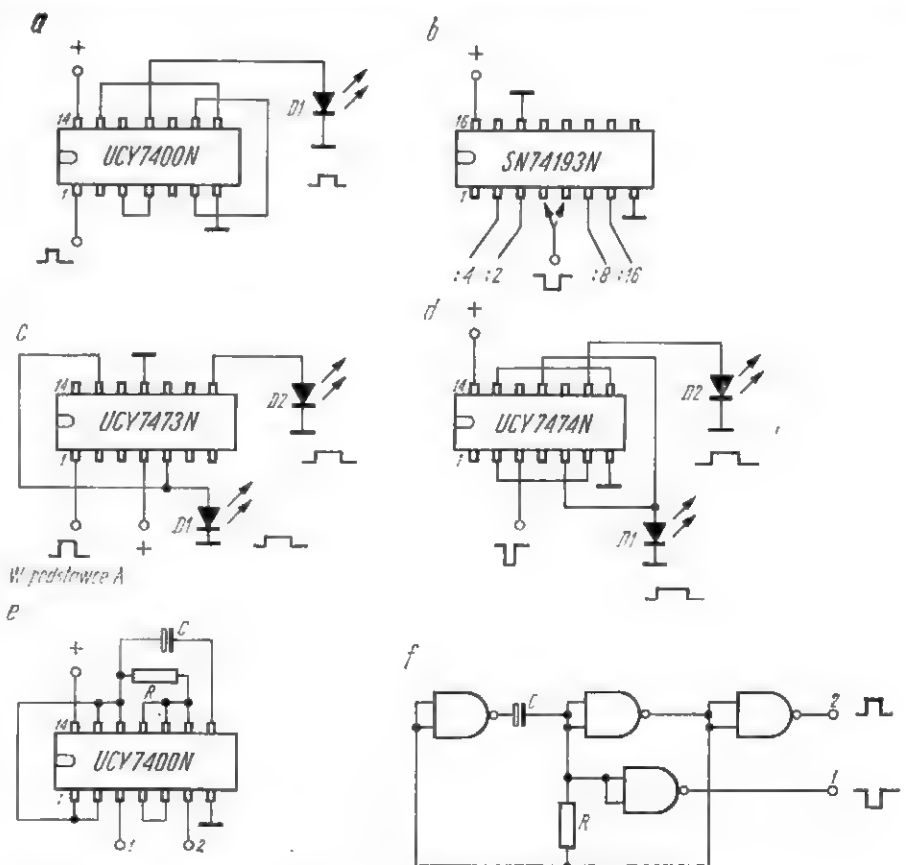 a
+
14
UCY7400N
1
D1
b
+
16
SN74193N
1
:4 :2 :8 :16
c
14
UCY7473N
1
+
D1
D2
W podstawce A
d
+
14
UCY7474N
1
D1
D2
e
+
C
R
14
UCY7400N
1
1 2
f
C
R
2
1